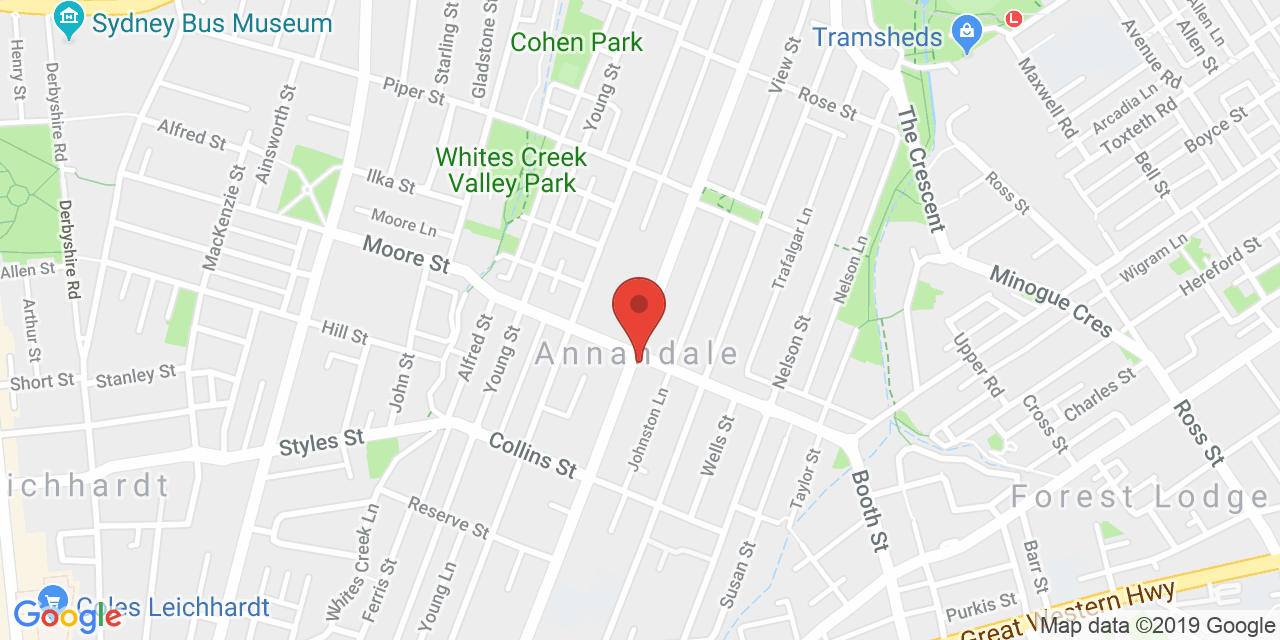 Sydney Bus Museum
Henry St
Derbyshire Rd
Starling St
Gladstone St
Cohen Park
Young St
View St
Tramsheds
Maxwell Rd
Avenue Rd
Allen St
Allen Ln
Arcadia Ln
Toxteth Rd
Boyce St
Bell St
Piper St
Rose St
The Crescent
Alfred St
Ainsworth St
MacKenzie St
Whites Creek
Valley Park
Ilka St
Moore Ln
Moore St
Ross St
Derbyshire Rd
Allen St
Arthur St
Trafalgar Ln
Nelson Ln
Minogue Cres
Wigram Ln
Hereford St
Hill St
Alfred St
Young St
Annandale
Nelson St
Upper Rd
Short St
Stanley St
John St
Charles St
Cross St
Ross St
Johnston Ln
Wells St
Styles St
Collins St
Taylor St
Booth St
ichhardt
Forest Lodge
Reserve St
Whites Creek Ln
Ferris St
Young Ln
Susan St
Barr St
Purkis St
Great Western Hwy
Coles Leichhardt
Google
Map data ©2019 Google